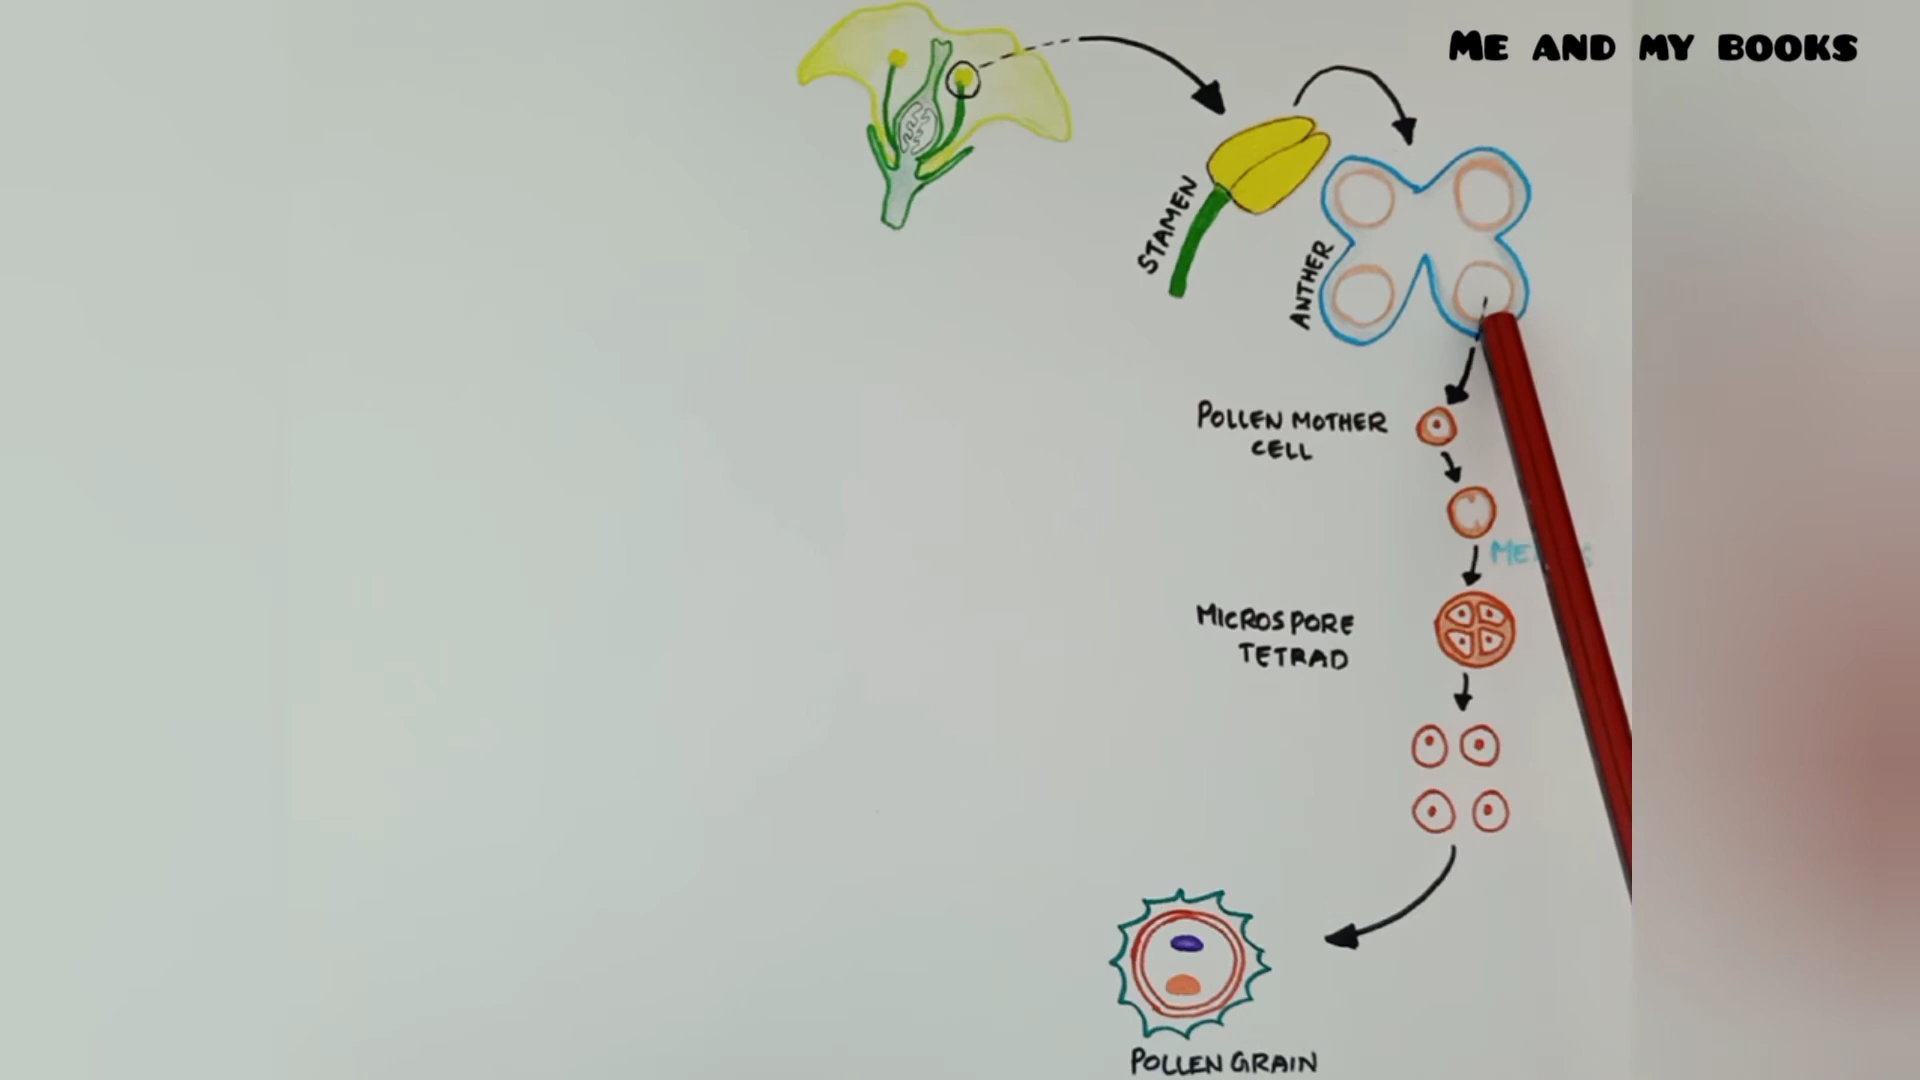 ME AND MY BOOKS
STAMEN
ANTHER
POLLEN MOTHER
CELL
MICROSPORE
TETRAD
POLLEN GRAIN